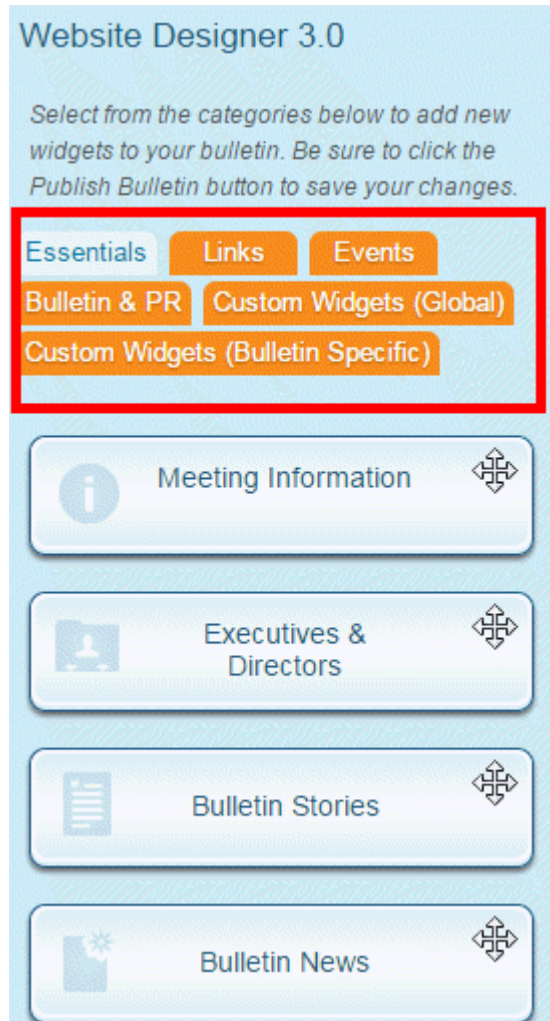 Website Designer 3.0
Select from the categories below to add new
widgets to your bulletin. Be sure to click the
Publish Bulletin button to save your changes.
Essentials Links Events
Bulletin & PR Custom Widgets (Global)
Custom Widgets (Bulletin Specific)
Meeting Information
Executives &
Directors
Bulletin Stories
Bulletin News